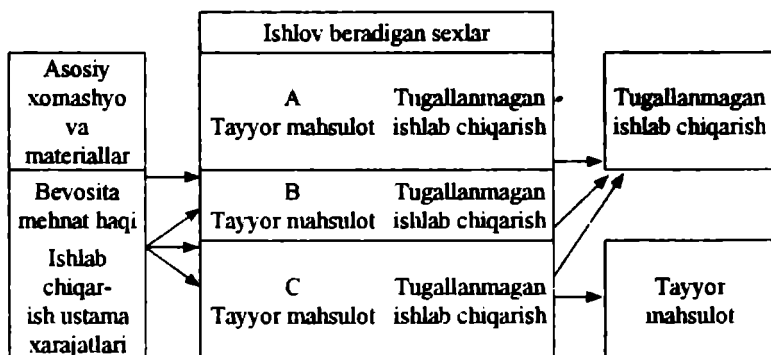 Ishlov beradigan sexlar
Asosiy
xomashyo
va
materiallar
Bevosita
mehnat haqi
Ishlab
chiqar-
ish ustama
xarajatlari
A Tugallanmagan
Tayyor mahsulot ishlab chiqarish
B Tugallanmagan
Tayyor mahsulot ishlab chiqarish
C Tugallanmagan
Tayyor mahsulot ishlab chiqarish
Tugallanmagan
ishlab chiqarish
Tayyor
mahsulot